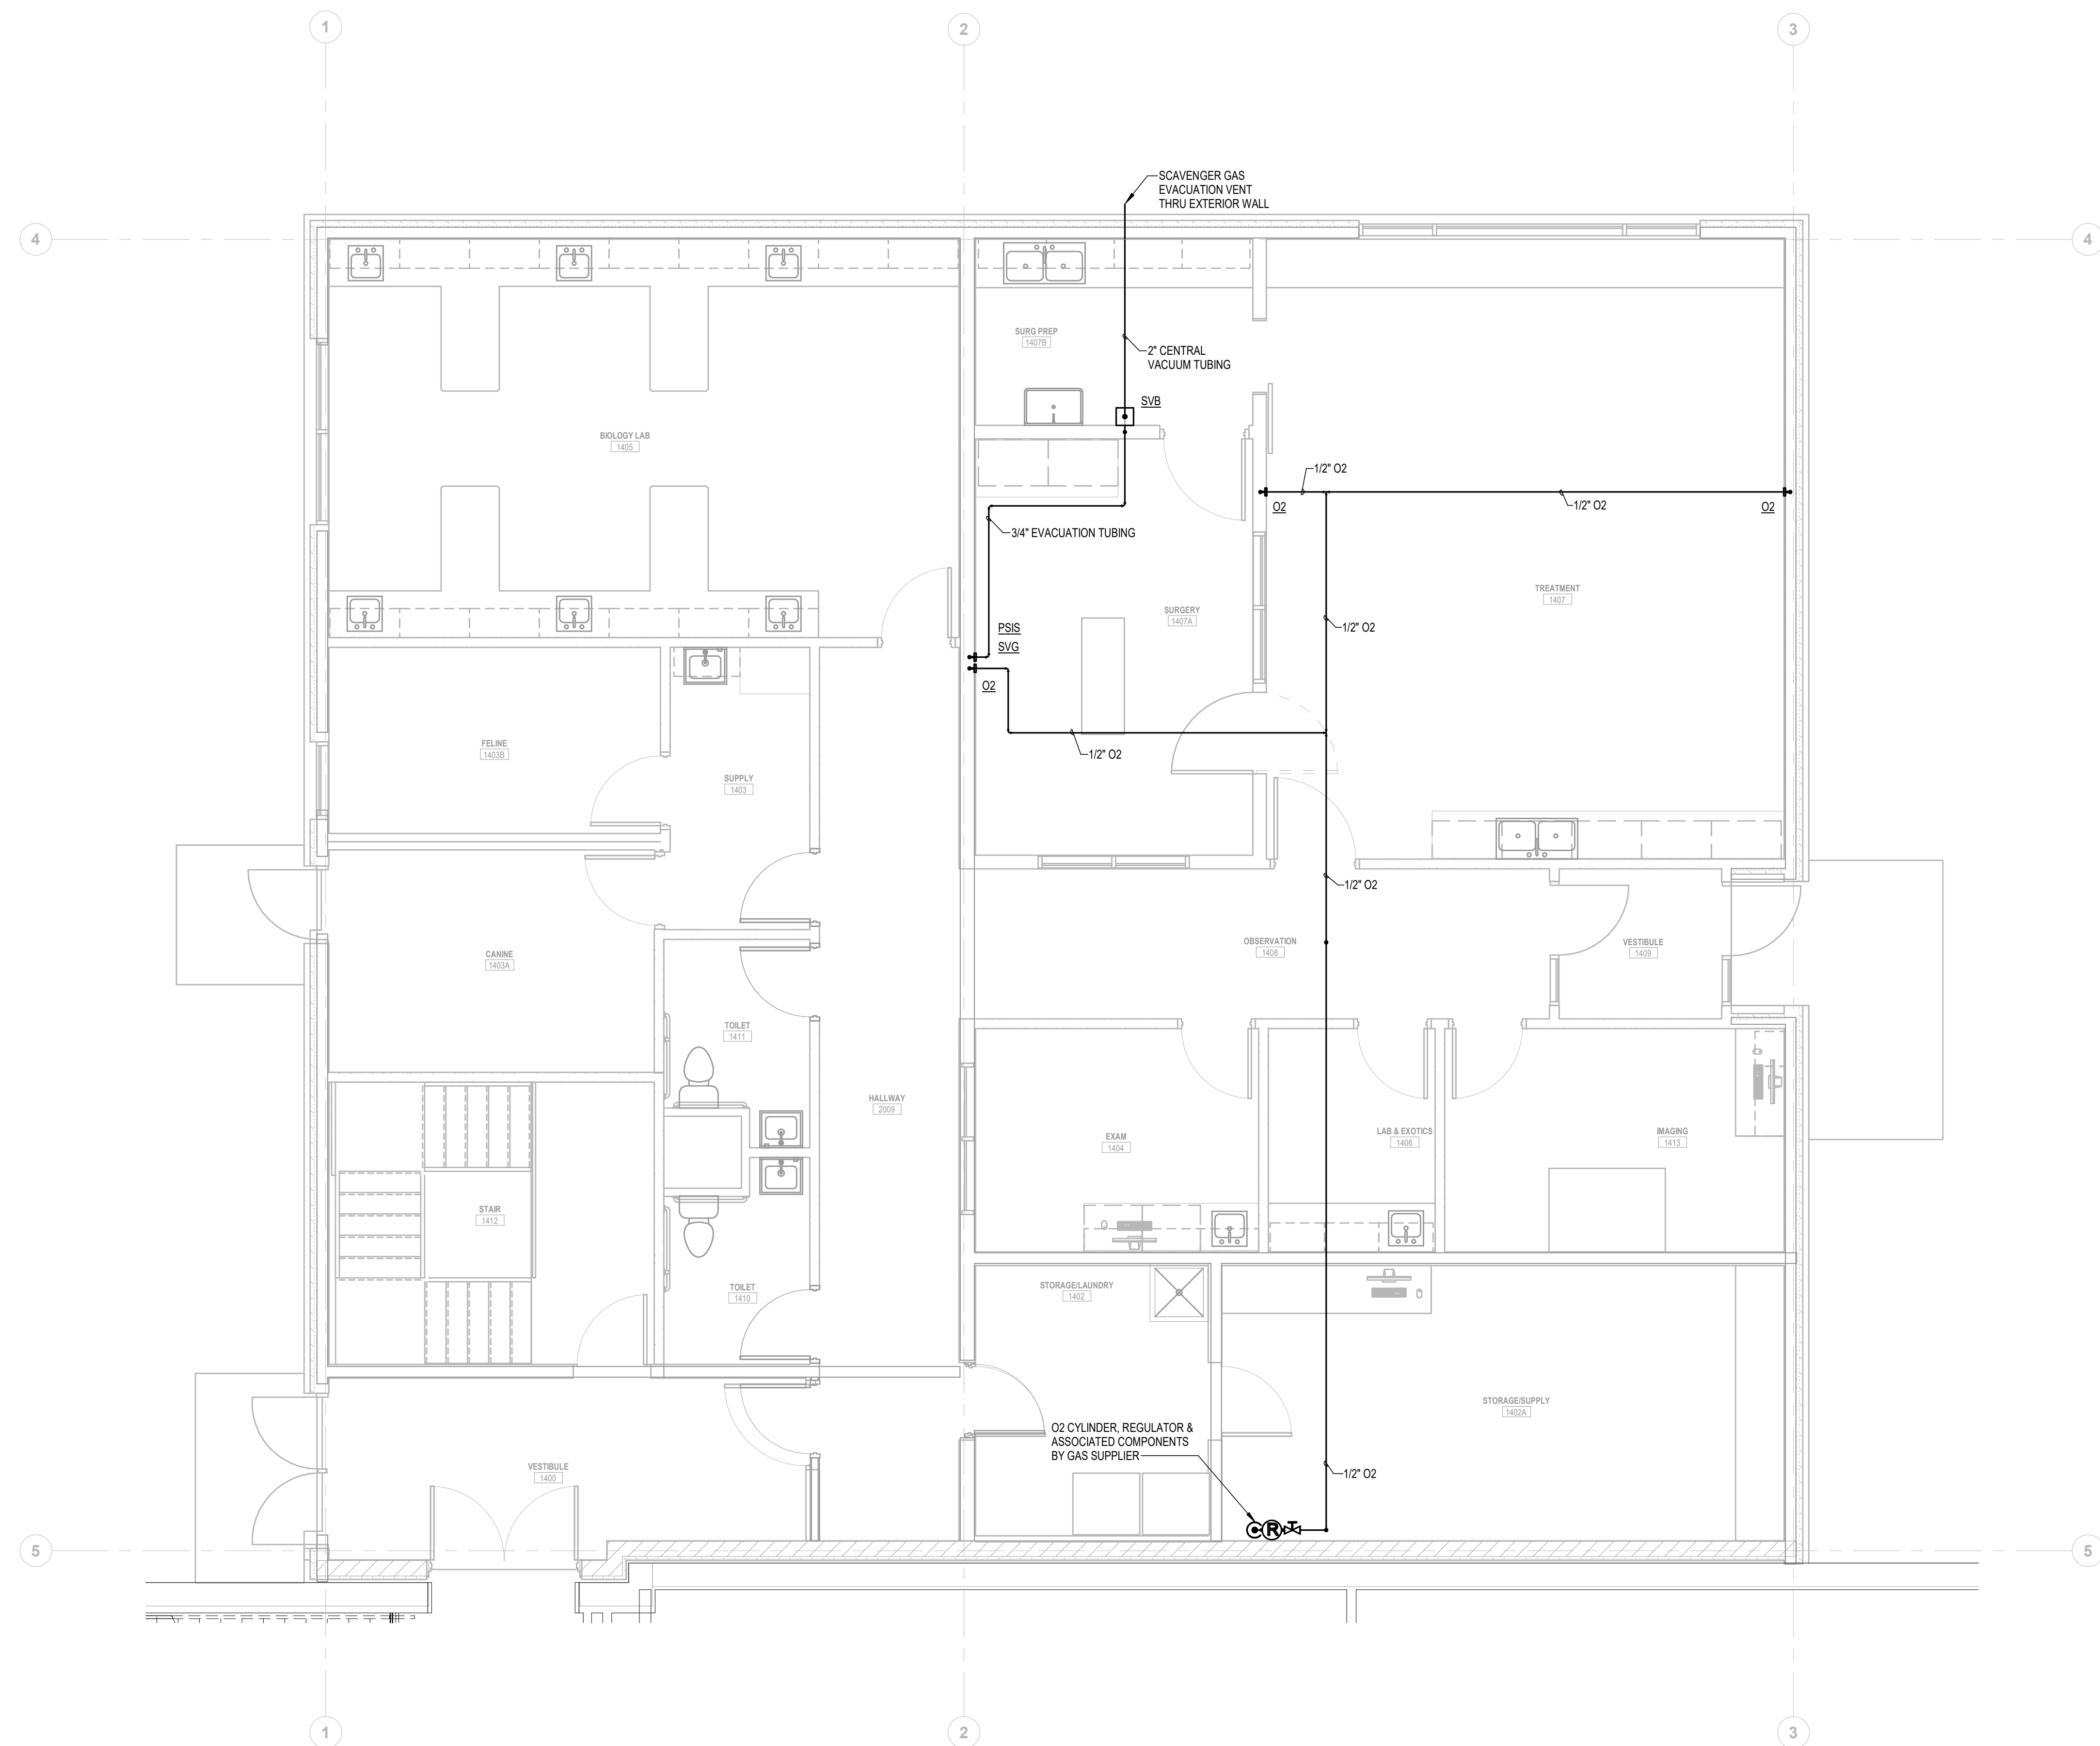 1
2
3
SCAVENGER GAS
EVACUATION VENT
THRU EXTERIOR WALL
4
4
SURG PREP
1407B
2" CENTRAL
VACUUM TUBING
SVB
BIOLOGY LAB
1405
1/2" O2
O2
1/2" O2
O2
3/4" EVACUATION TUBING
TREATMENT
1407
SURGERY
1407A
PSIS
SVG
1/2" O2
O2
FELINE
1403B
1/2" O2
SUPPLY
1403
1/2" O2
OBSERVATION
1408
VESTIBULE
1409
CANINE
1403A
TOILET
1411
HALLWAY
2009
EXAM
1404
LAB & EXOTICS
1406
IMAGING
1413
STAIR
1412
TOILET
1410
STORAGE/LAUNDRY
1402
STORAGE/SUPPLY
1402A
O2 CYLINDER, REGULATOR &
ASSOCIATED COMPONENTS
BY GAS SUPPLIER
VESTIBULE
1400
1/2" O2
R
5
5
1
2
3